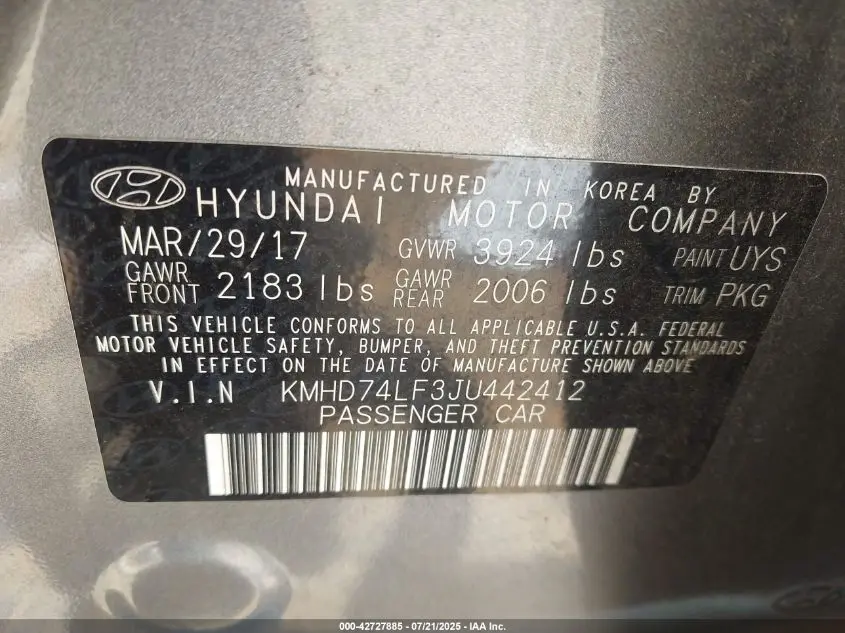 MANUFACTURED IN KOREA BY
HYUNDAI MOTOR COMPANY
MAR/29/17 GVWR 3924 lbs PAINT UYS
GAWR FRONT 2183 lbs GAWR REAR 2006 lbs TRIM PKG
THIS VEHICLE CONFORMS TO ALL APPLICABLE U.S.A. FEDERAL
MOTOR VEHICLE SAFETY, BUMPER, AND THEFT PREVENTION STANDARDS
IN EFFECT ON THE DATE OF MANUFACTURE SHOWN ABOVE
V.I.N KMHD74LF3JU442412
PASSENGER CAR
000-42727885 - 07/21/2025 - IAA Inc.